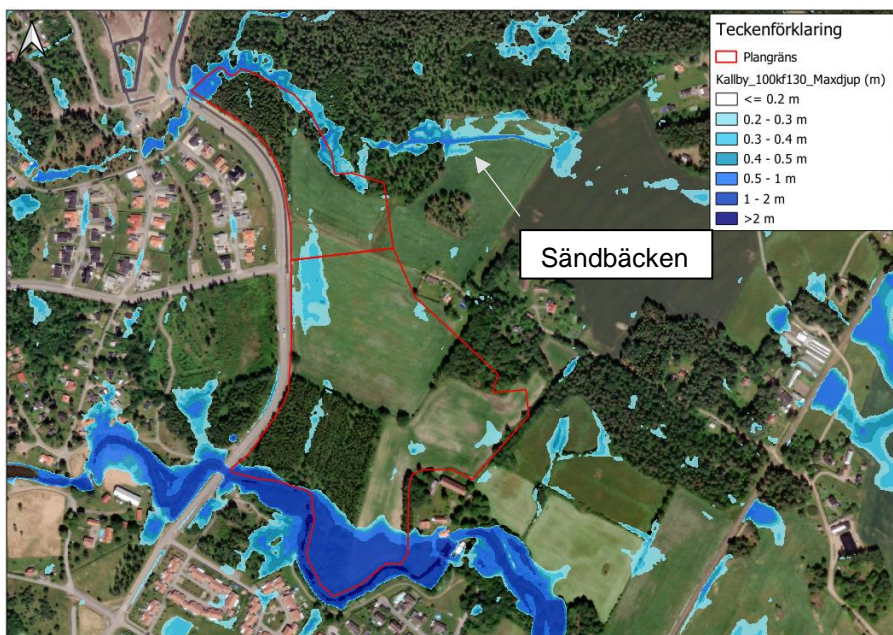 Teckenförklaring
Plangräns
Kallby_100kf130_Maxdjup (m)
<= 0.2 m
0.2 - 0.3 m
0.3 - 0.4 m
0.4 - 0.5 m
0.5 - 1 m
1 - 2 m
>2 m
Sändbäcken